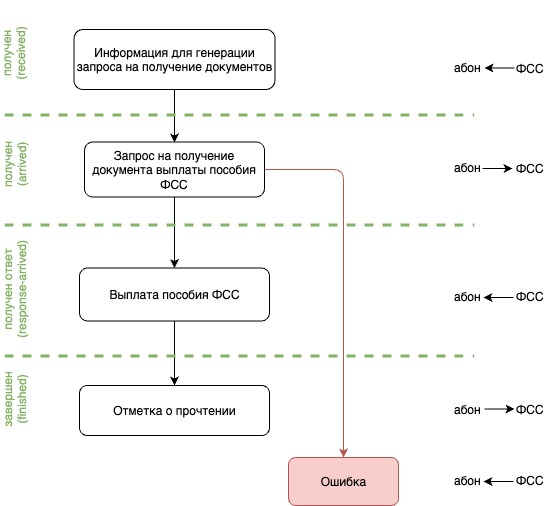 получен
(received)
Информация для генерации
запроса на получение документов
абон ФСС
получен
(arrived)
Запрос на получение
документа выплаты пособия
ФСС
абон ФСС
получен ответ
(response-arrived)
Выплата пособия ФСС
абон ФСС
завершен
(finished)
Отметка о прочтении
абон ФСС
Ошибка
абон ФСС